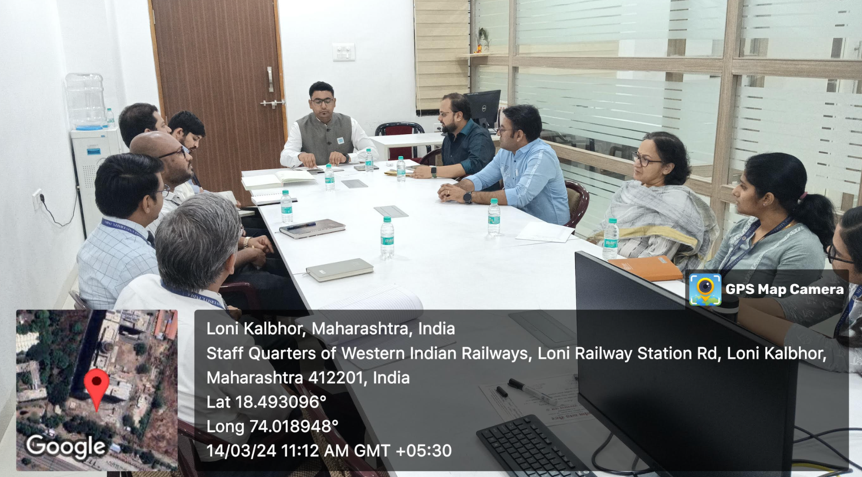 GPS Map Camera
Loni Kalbhor, Maharashtra, India
Staff Quarters of Western Indian Railways, Loni Railway Station Rd, Loni Kalbhor,
Maharashtra 412201, India
Lat 18.493096°
Long 74.018948°
14/03/24 11:12 AM GMT +05:30
Google